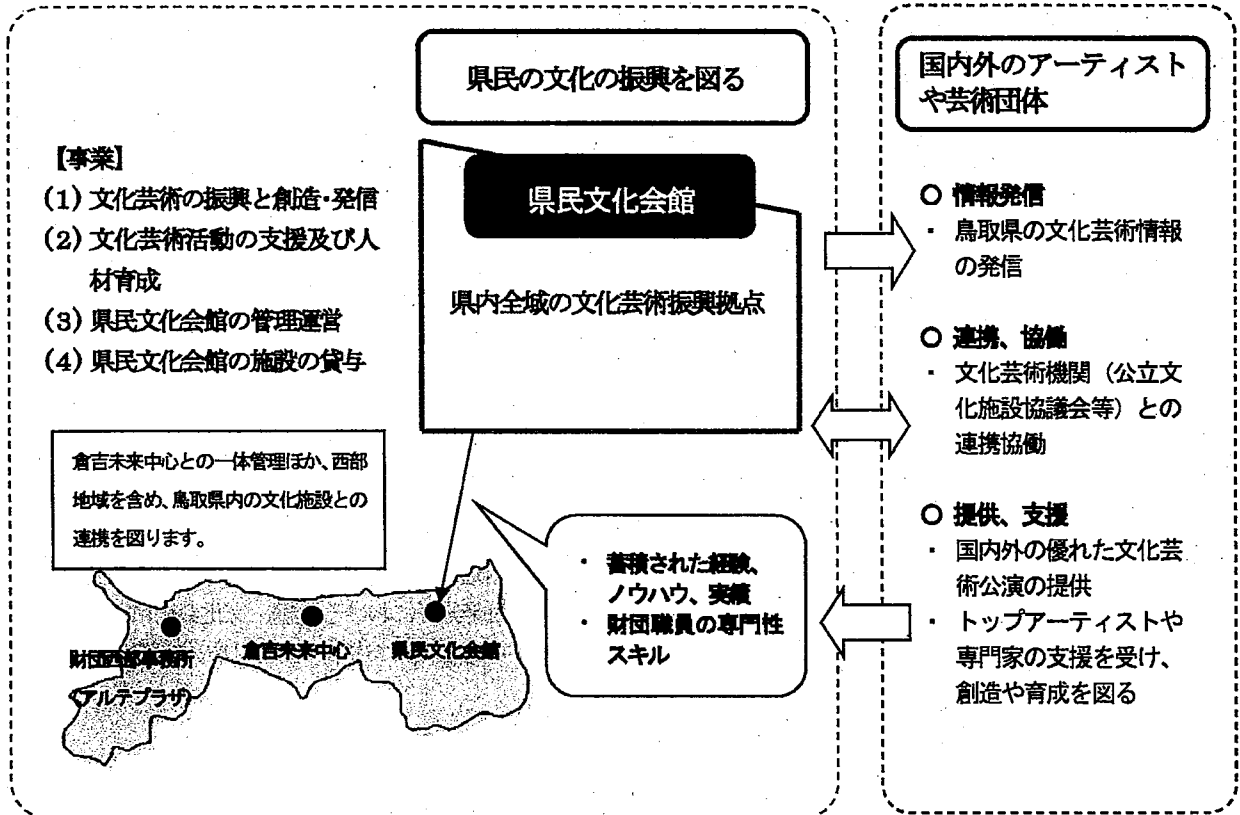 県民の文化の振興を図る
【事業】
(1) 文化芸術の振興と創造・発信
(2) 文化芸術活動の支援及び人
材育成
(3) 県民文化会館の管理運営
(4) 県民文化会館の施設の貸与
県民文化会館
県内全域の文化芸術振興拠点
倉吉未来中心との一体管理ほか、西部
地域を含め、鳥取県内の文化施設との
連携を図ります。
・ 蓄積された経験、
ノウハウ、実績
・ 財団職員の専門性
スキル
財団西部事務所
(アルテプラザ)
倉吉未来中心
県民文化会館
国内外のアーティスト
や芸術団体
○ 情報発信
・ 鳥取県の文化芸術情報
の発信
○ 連携、協働
・ 文化芸術機関（公立文
化施設協議会等）との
連携協働
○ 提供、支援
・ 国内外の優れた文化芸
術公演の提供
・ トップアーティストや
専門家の支援を受け、
創造や育成を図る